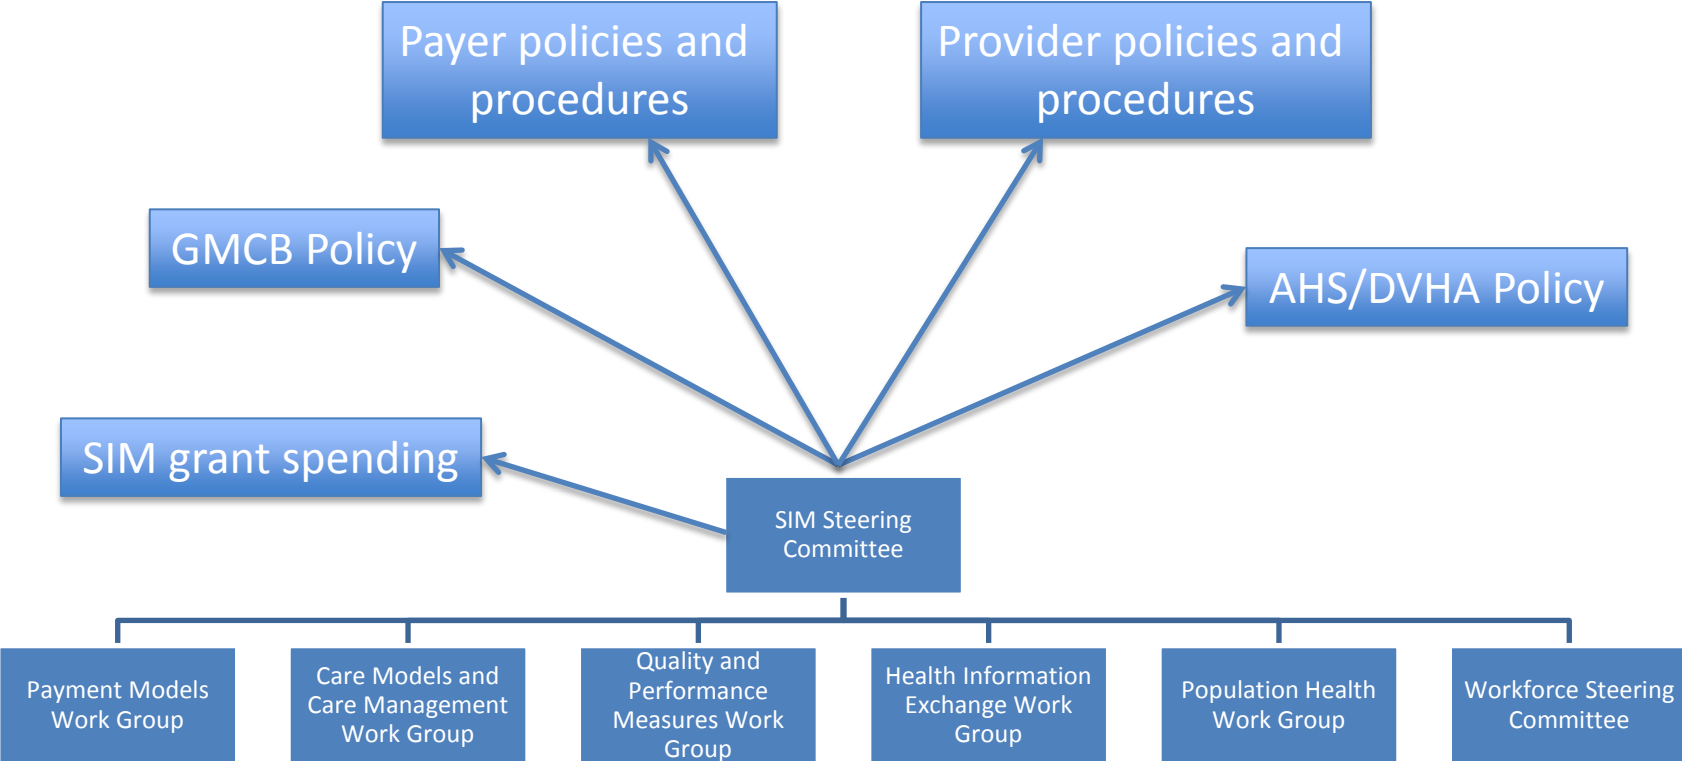 Payer policies and
procedures
Provider policies and
procedures
GMCB Policy
AHS/DVHA Policy
SIM grant spending
SIM Steering
Committee
Payment Models
Work Group
Care Models and
Care Management
Work Group
Quality and
Performance
Measures Work
Group
Health Information
Exchange Work
Group
Population Health
Work Group
Workforce Steering
Committee